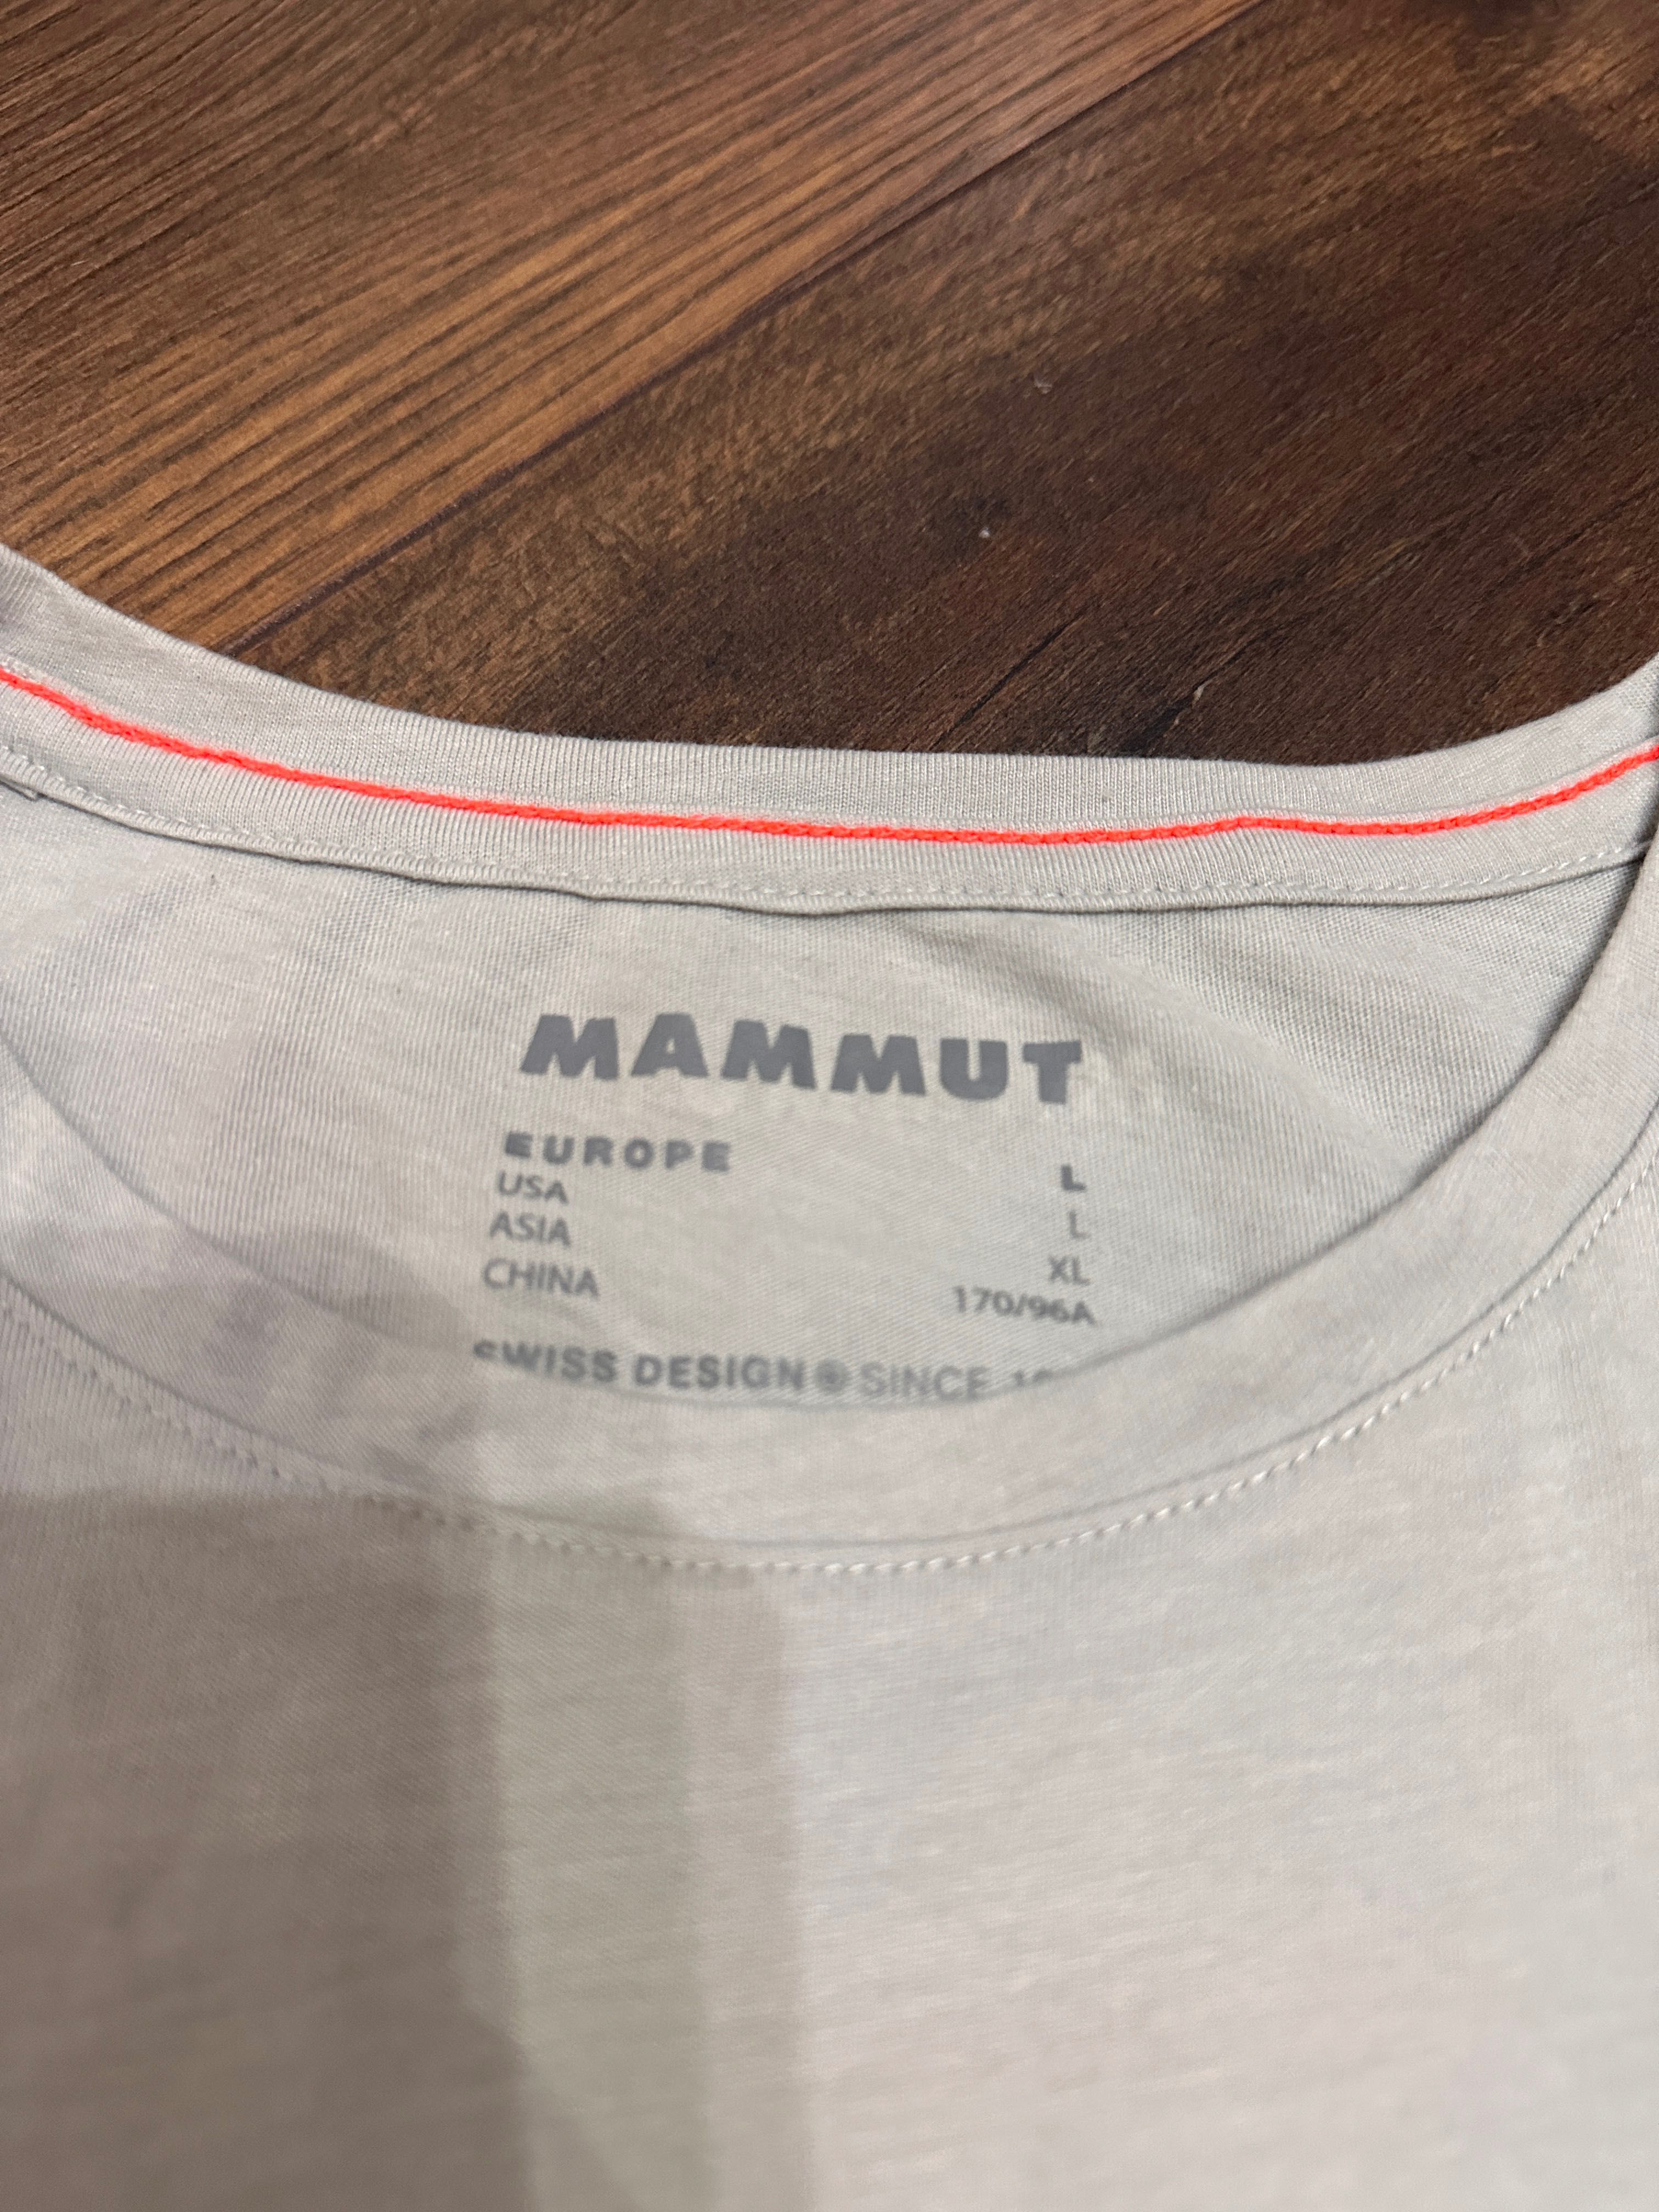 MAMMUT
EUROPE L
USA L
ASIA XL
CHINA 170/96A
SWISS DESIGN SINCE